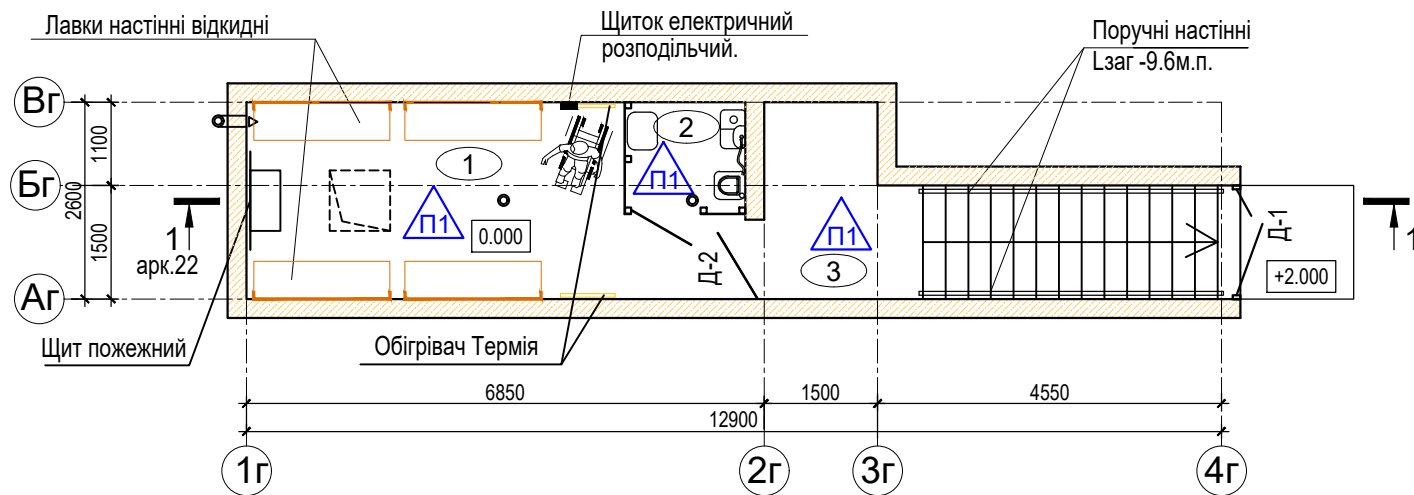 Лавки настінні відкидні
Щиток електричний
розподільчий.
Поручні настінні
Lзаг -9.6м.п.
Вг
Бг
Аг
1100
2600
1500
1
арк.22
1
2
3
П1
П1
П1
0.000
Д-2
Д-1
+2.000
1
Щит пожежний
Обігрівач Термія
6850
1500
4550
12900
1г
2г
3г
4г